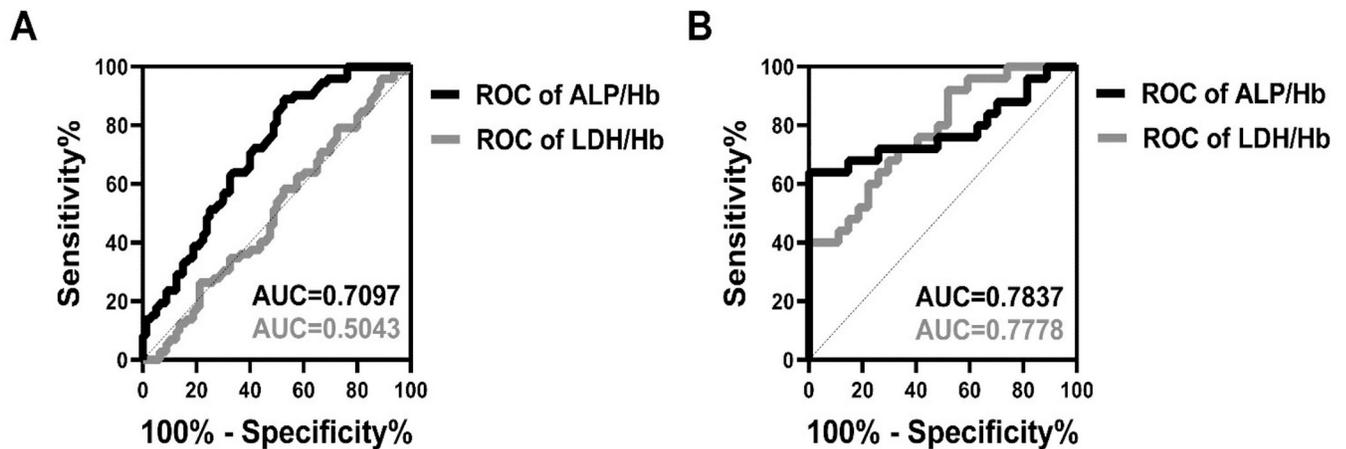 A
Sensitivity%
100
80
60
40
20
0
0 20 40 60 80 100
100% - Specificity%
AUC=0.7097
AUC=0.5043
ROC of ALP/Hb
ROC of LDH/Hb
B
Sensitivity%
100
80
60
40
20
0
0 20 40 60 80 100
100% - Specificity%
AUC=0.7837
AUC=0.7778
ROC of ALP/Hb
ROC of LDH/Hb